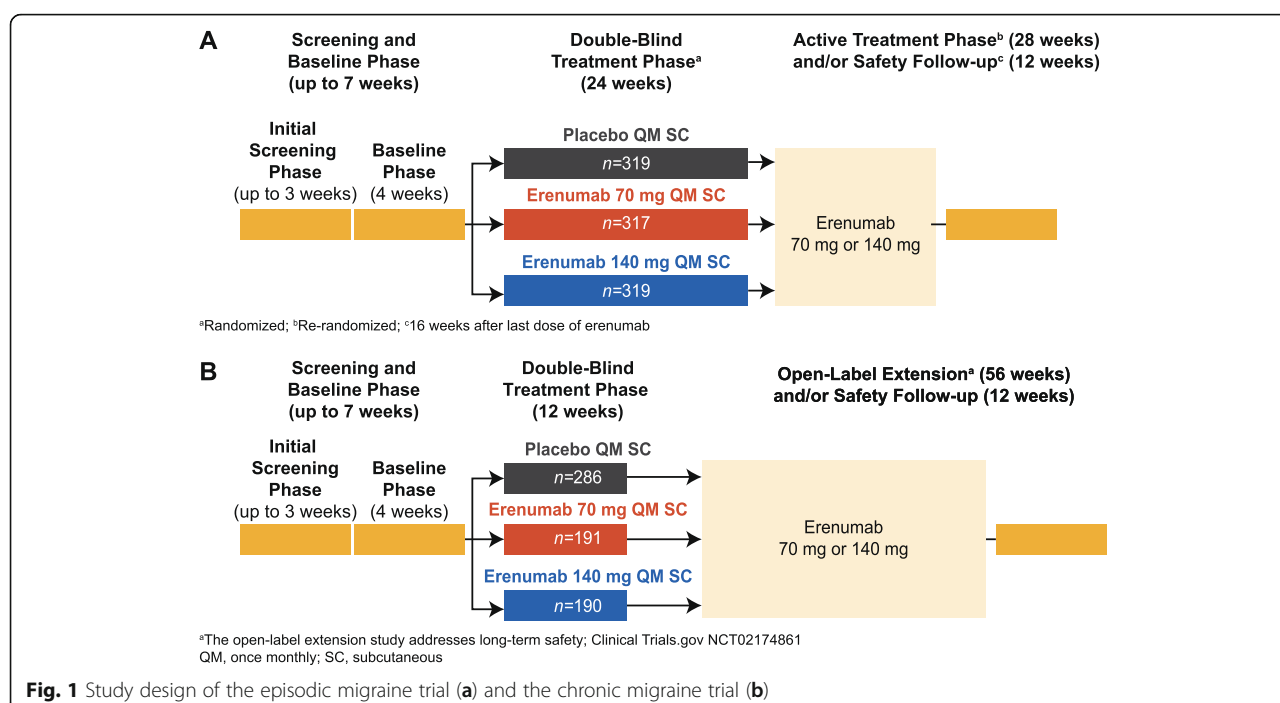 A
Screening and
Baseline Phase
(up to 7 weeks)
Double-Blind
Treatment Phaseᵃ
(24 weeks)
Active Treatment Phaseᵇ (28 weeks)
and/or Safety Follow-upᶜ (12 weeks)
Initial
Screening
Phase
(up to 3 weeks)
Baseline
Phase
(4 weeks)
Placebo QM SC
n=319
Erenumab 70 mg QM SC
n=317
Erenumab 140 mg QM SC
n=319
Erenumab
70 mg or 140 mg
ᵃRandomized; ᵇRe-randomized; ᶜ16 weeks after last dose of erenumab
B
Screening and
Baseline Phase
(up to 7 weeks)
Double-Blind
Treatment Phase
(12 weeks)
Open-Label Extensionᵃ (56 weeks)
and/or Safety Follow-up (12 weeks)
Initial
Screening
Phase
(up to 3 weeks)
Baseline
Phase
(4 weeks)
Placebo QM SC
n=286
Erenumab 70 mg QM SC
n=191
Erenumab 140 mg QM SC
n=190
Erenumab
70 mg or 140 mg
ᵃThe open-label extension study addresses long-term safety; Clinical Trials.gov NCT02174861
QM, once monthly; SC, subcutaneous
Fig. 1 Study design of the episodic migraine trial (a) and the chronic migraine trial (b)